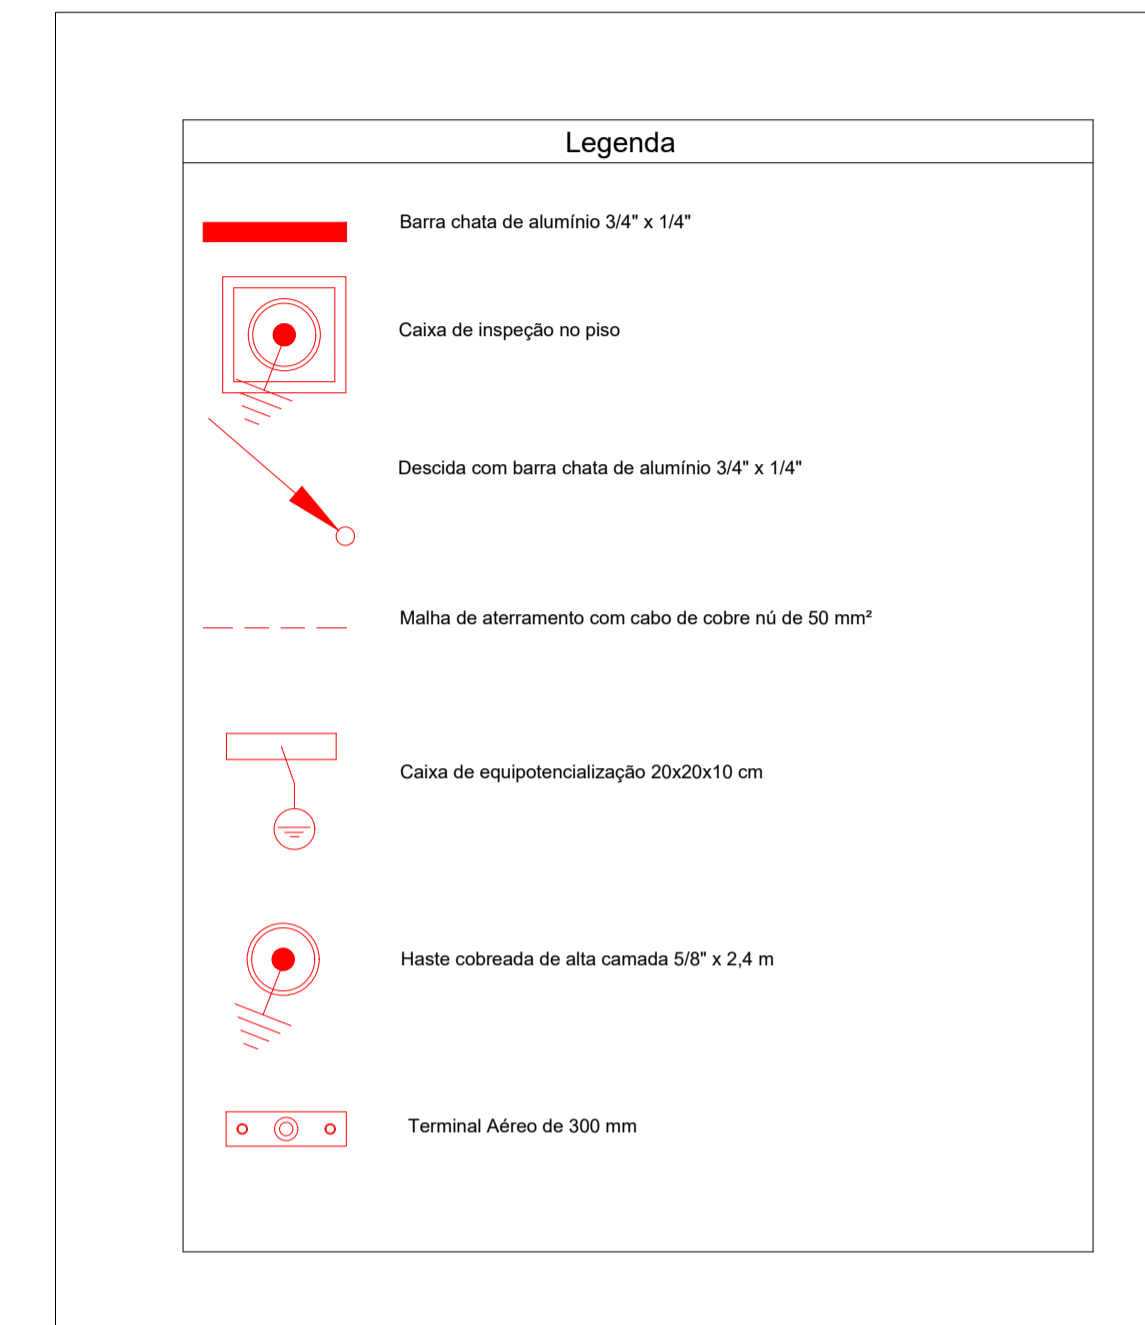 Legenda
Barra chata de alumínio 3/4" x 1/4"
Caixa de inspeção no piso
Descida com barra chata de alumínio 3/4" x 1/4"
Malha de aterramento com cabo de cobre nú de 50 mm²
Caixa de equipotencialização 20x20x10 cm
Haste cobreada de alta camada 5/8" x 2,4 m
Terminal Aéreo de 300 mm